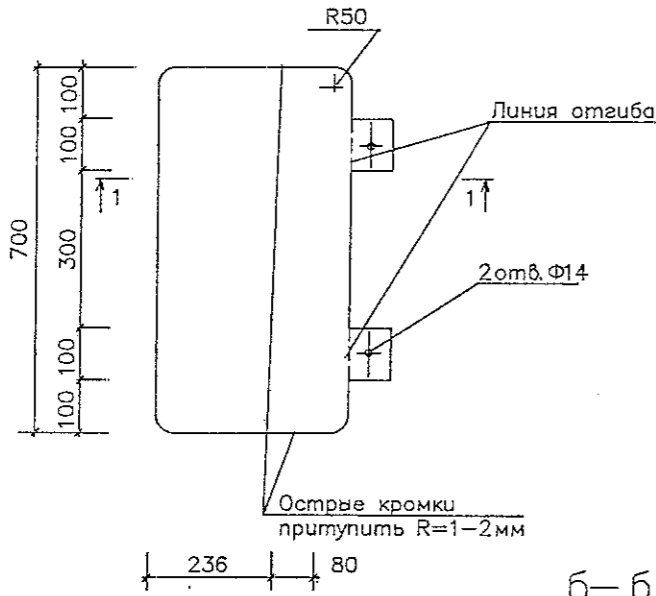 R50
100
Линия отгиба
100
1
1
700
300
2отв.Ф14
100
100
Острые кромки
притупить R=1-2мм
236
80
б-б